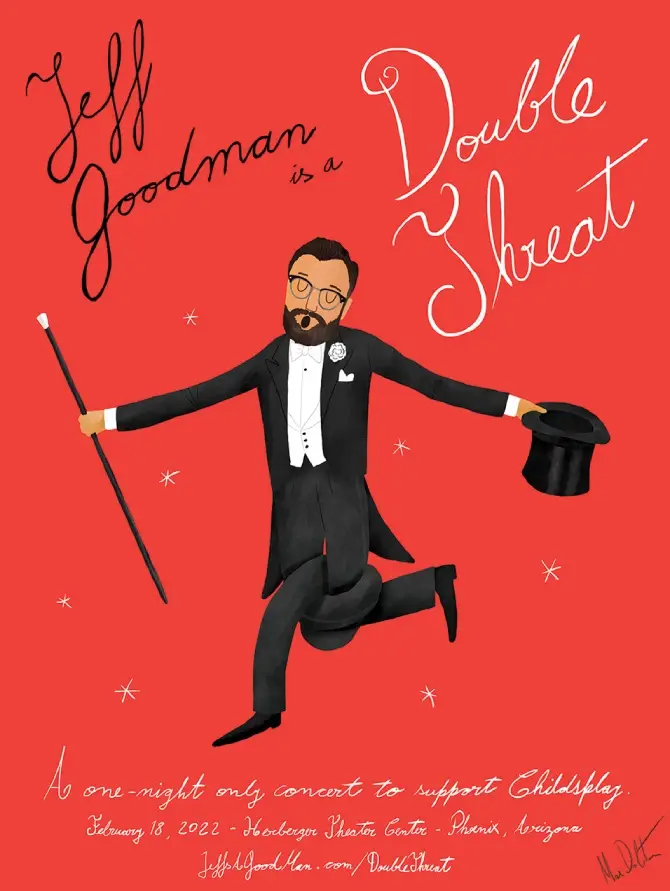 Jeff
Goodman
is a
Double
Threat
A one-night only concert to support Childsplay.
February 18, 2022 - Herberger Theater Center - Phoenix, Arizona
JeffsAGoodMan.com/DoubleThreat